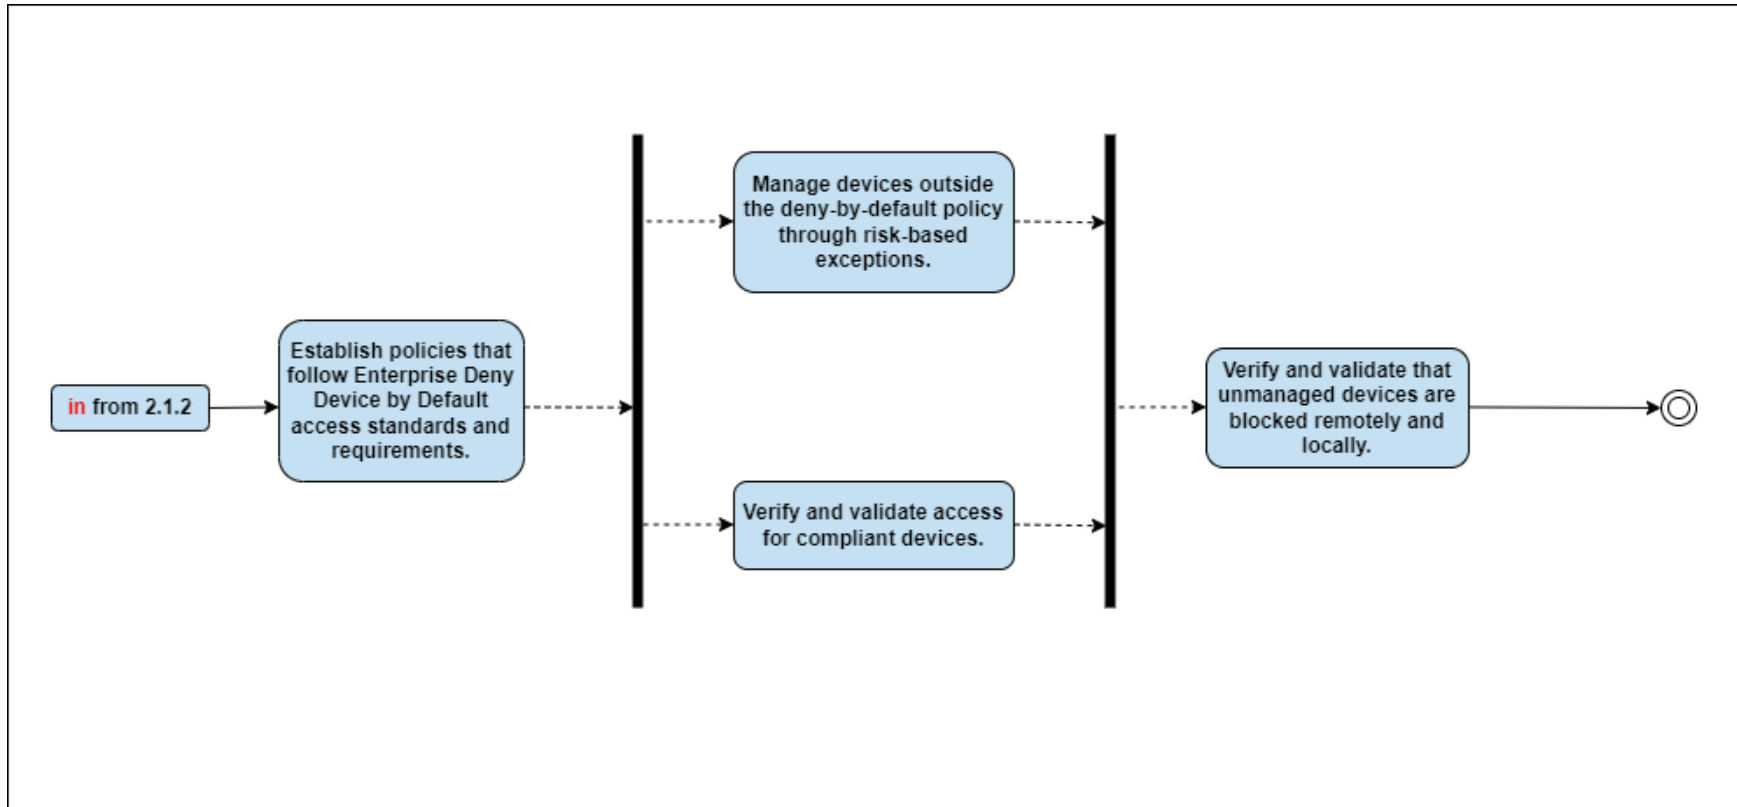 in from 2.1.2
Establish policies that
follow Enterprise Deny
Device by Default
access standards and
requirements.
Manage devices outside
the deny-by-default policy
through risk-based
exceptions.
Verify and validate access
for compliant devices.
Verify and validate that
unmanaged devices are
blocked remotely and
locally.